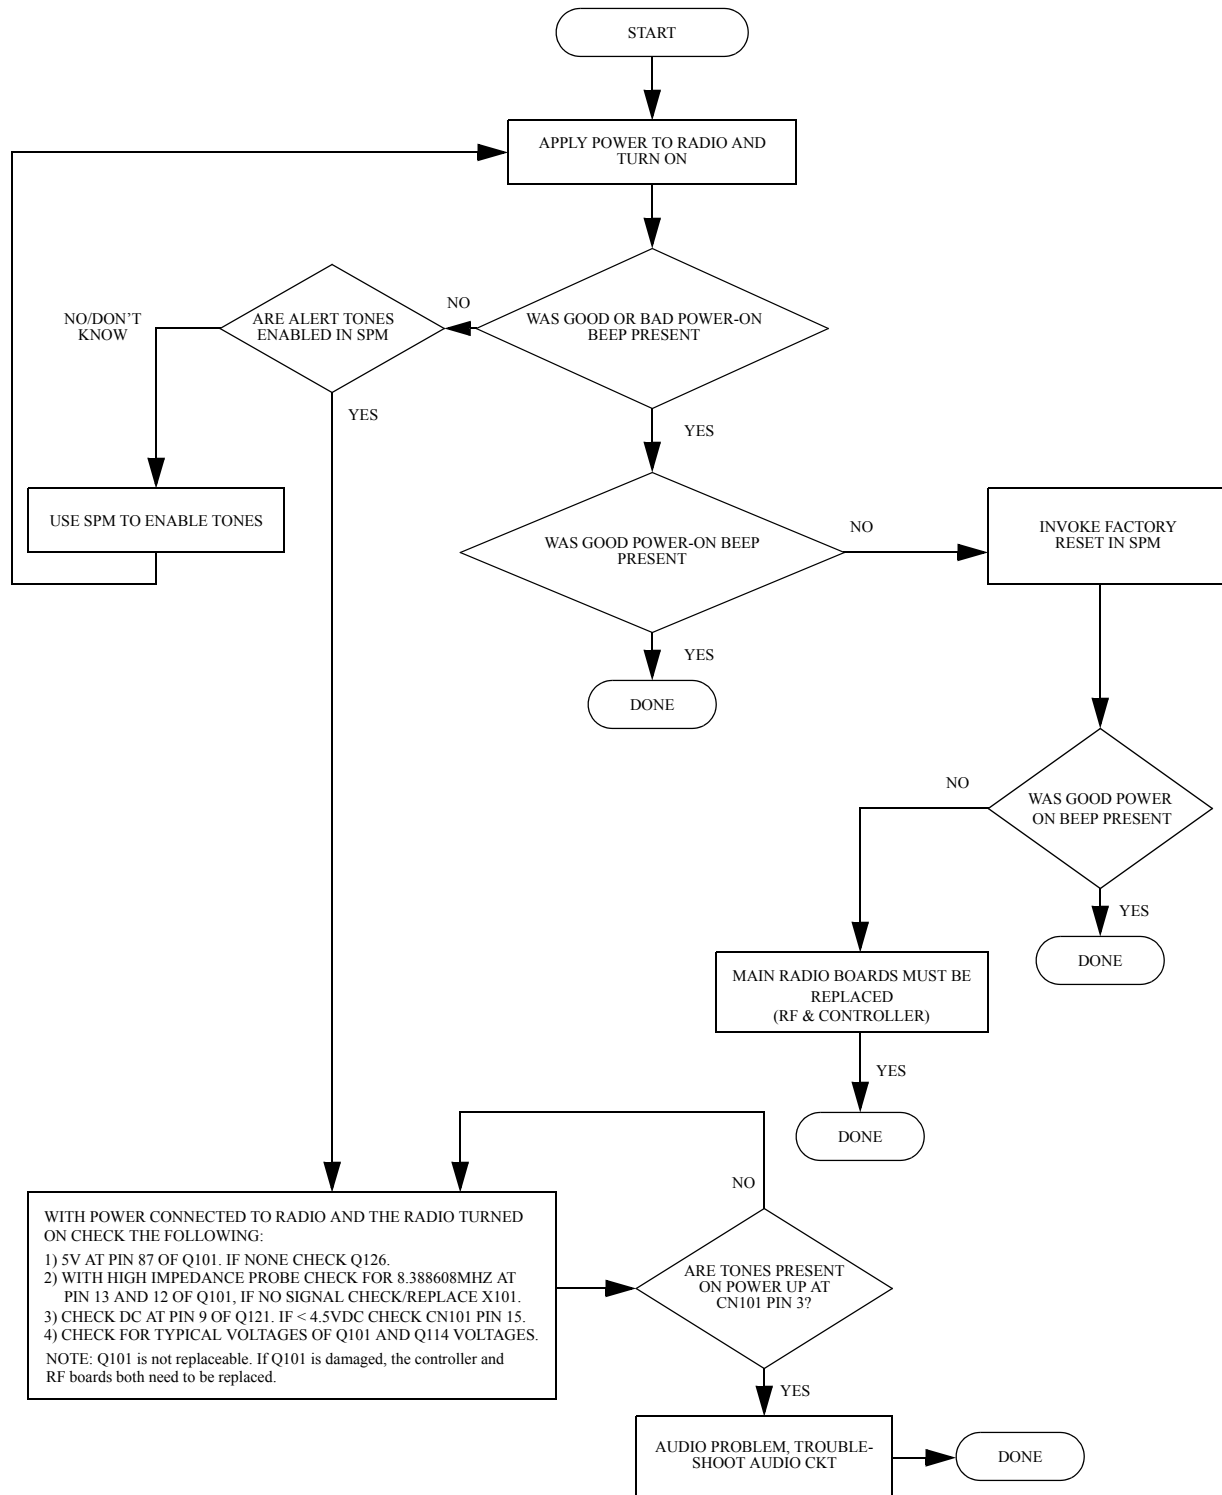 START
APPLY POWER TO RADIO AND
TURN ON
NO/DON'T
KNOW
ARE ALERT TONES
ENABLED IN SPM
NO
WAS GOOD OR BAD POWER-ON
BEEP PRESENT
YES
YES
USE SPM TO ENABLE TONES
WAS GOOD POWER-ON BEEP
PRESENT
NO
INVOKE FACTORY
RESET IN SPM
YES
DONE
NO
WAS GOOD POWER
ON BEEP PRESENT
YES
DONE
MAIN RADIO BOARDS MUST BE
REPLACED
(RF & CONTROLLER)
YES
DONE
NO
WITH POWER CONNECTED TO RADIO AND THE RADIO TURNED
ON CHECK THE FOLLOWING:
1) 5V AT PIN 87 OF Q101. IF NONE CHECK Q126.
2) WITH HIGH IMPEDANCE PROBE CHECK FOR 8.388608MHZ AT
PIN 13 AND 12 OF Q101, IF NO SIGNAL CHECK/REPLACE X101.
3) CHECK DC AT PIN 9 OF Q121. IF < 4.5VDC CHECK CN101 PIN 15.
4) CHECK FOR TYPICAL VOLTAGES OF Q101 AND Q114 VOLTAGES.
NOTE: Q101 is not replaceable. If Q101 is damaged, the controller and
RF boards both need to be replaced.
ARE TONES PRESENT
ON POWER UP AT
CN101 PIN 3?
YES
AUDIO PROBLEM, TROUBLE-
SHOOT AUDIO CKT
DONE